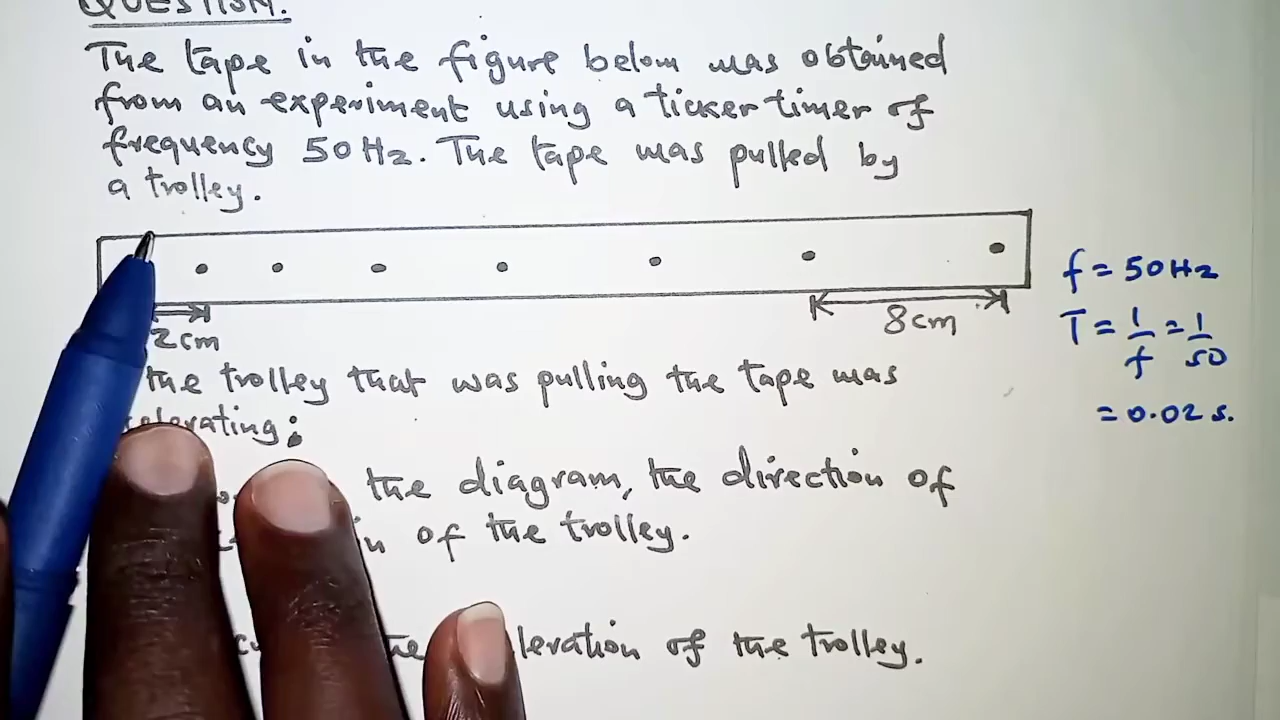 QUESTION.
The tape in the figure below was obtained
from an experiment using a ticker timer of
frequency 50 Hz. The tape was pulled by
a trolley.
2cm
8cm
f = 50 Hz
T = 1/f = 1/50
= 0.02 s.
the trolley that was pulling the tape was
the diagram, the direction of
of the trolley.
of the trolley.